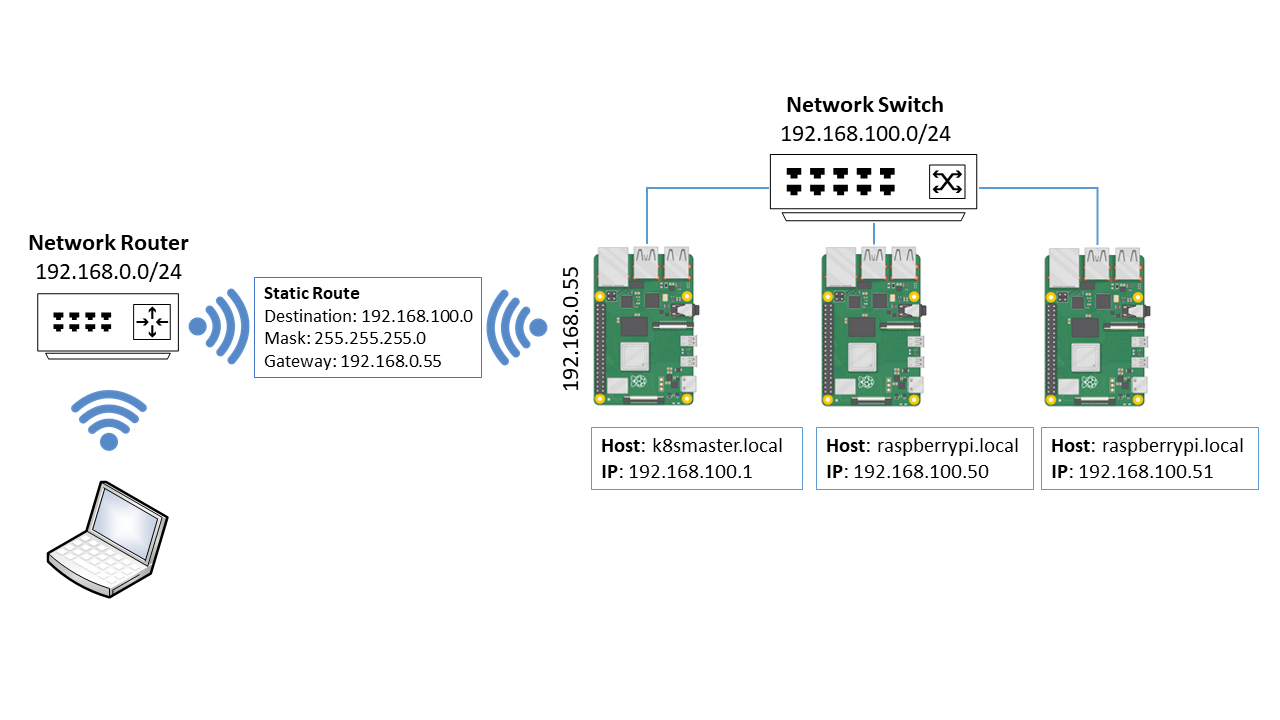 Network Switch
192.168.100.0/24
Network Router
192.168.0.0/24
Static Route
Destination: 192.168.100.0
Mask: 255.255.255.0
Gateway: 192.168.0.55
192.168.0.55
Host: k8smaster.local
IP: 192.168.100.1
Host: raspberrypi.local
IP: 192.168.100.50
Host: raspberrypi.local
IP: 192.168.100.51